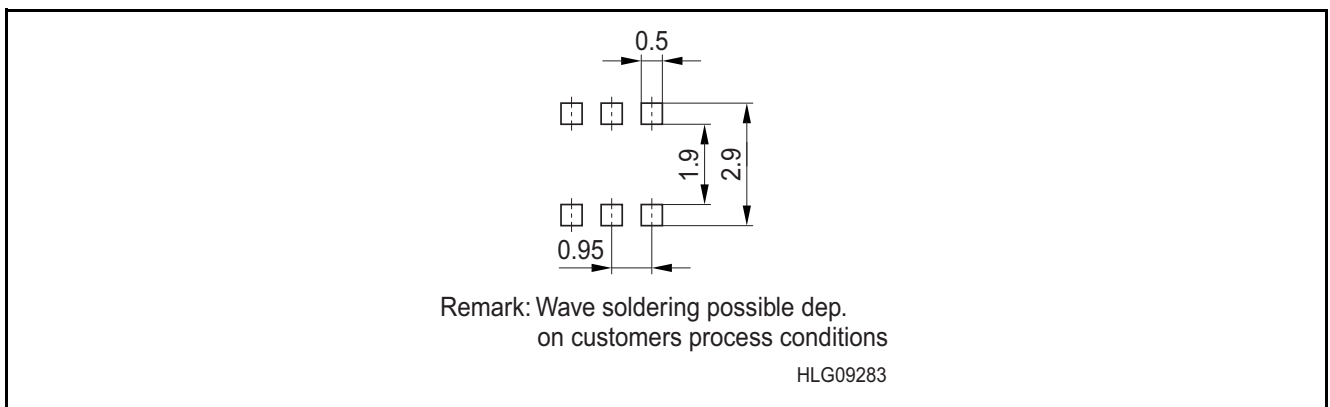 0.5
1.9
2.9
0.95
Remark: Wave soldering possible dep.
on customers process conditions
HLG09283